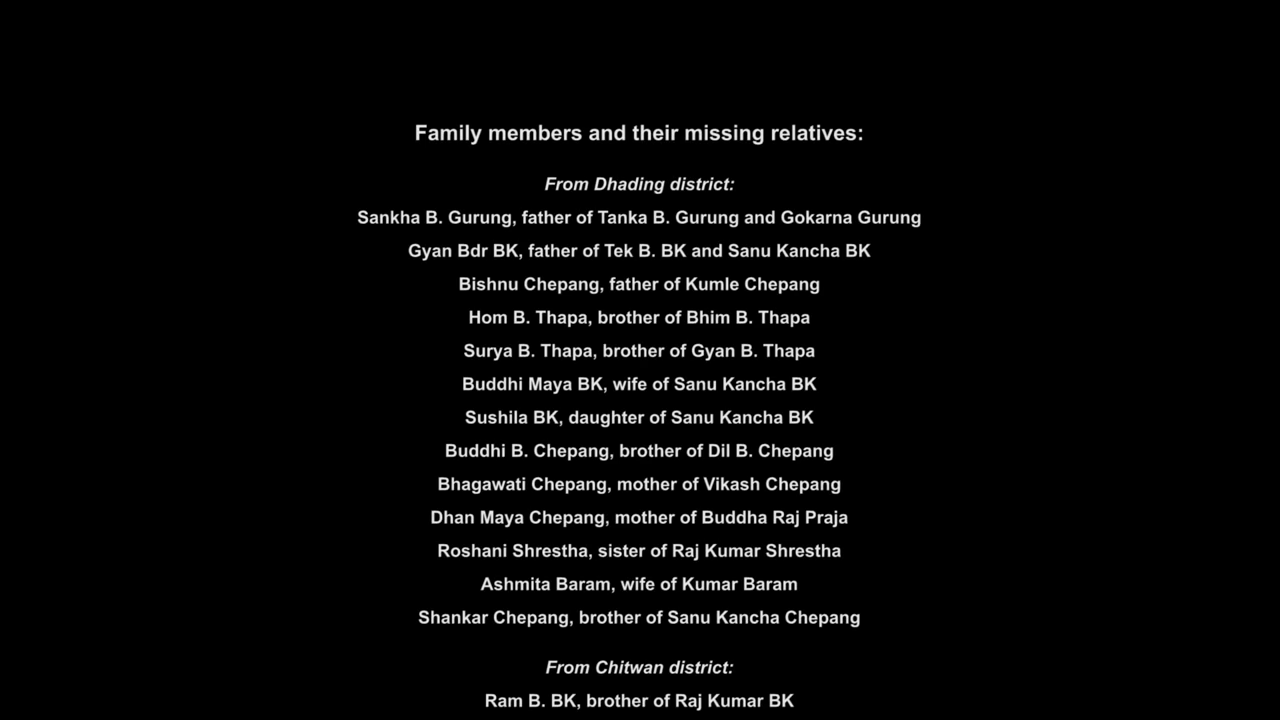 Family members and their missing relatives:
From Dhading district:
Sankha B. Gurung, father of Tanka B. Gurung and Gokarna Gurung
Gyan Bdr BK, father of Tek B. BK and Sanu Kancha BK
Bishnu Chepang, father of Kumle Chepang
Hom B. Thapa, brother of Bhim B. Thapa
Surya B. Thapa, brother of Gyan B. Thapa
Buddhi Maya BK, wife of Sanu Kancha BK
Sushila BK, daughter of Sanu Kancha BK
Buddhi B. Chepang, brother of Dil B. Chepang
Bhagawati Chepang, mother of Vikash Chepang
Dhan Maya Chepang, mother of Buddha Raj Praja
Roshani Shrestha, sister of Raj Kumar Shrestha
Ashmita Baram, wife of Kumar Baram
Shankar Chepang, brother of Sanu Kancha Chepang
From Chitwan district:
Ram B. BK, brother of Raj Kumar BK